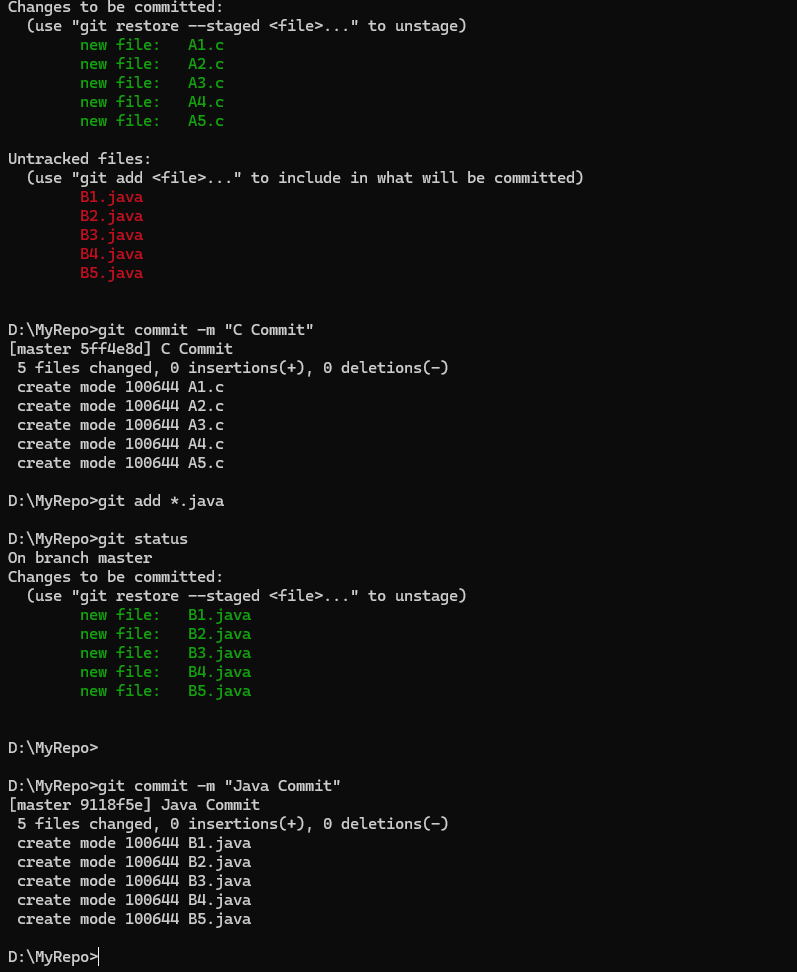 Changes to be committed:
  (use "git restore --staged <file>..." to unstage)
        new file:   A1.c
        new file:   A2.c
        new file:   A3.c
        new file:   A4.c
        new file:   A5.c

Untracked files:
  (use "git add <file>..." to include in what will be committed)
        B1.java
        B2.java
        B3.java
        B4.java
        B5.java


D:\MyRepo>git commit -m "C Commit"
[master 5ff4e8d] C Commit
 5 files changed, 0 insertions(+), 0 deletions(-)
 create mode 100644 A1.c
 create mode 100644 A2.c
 create mode 100644 A3.c
 create mode 100644 A4.c
 create mode 100644 A5.c

D:\MyRepo>git add *.java

D:\MyRepo>git status
On branch master
Changes to be committed:
  (use "git restore --staged <file>..." to unstage)
        new file:   B1.java
        new file:   B2.java
        new file:   B3.java
        new file:   B4.java
        new file:   B5.java


D:\MyRepo>

D:\MyRepo>git commit -m "Java Commit"
[master 9118f5e] Java Commit
 5 files changed, 0 insertions(+), 0 deletions(-)
 create mode 100644 B1.java
 create mode 100644 B2.java
 create mode 100644 B3.java
 create mode 100644 B4.java
 create mode 100644 B5.java

D:\MyRepo>